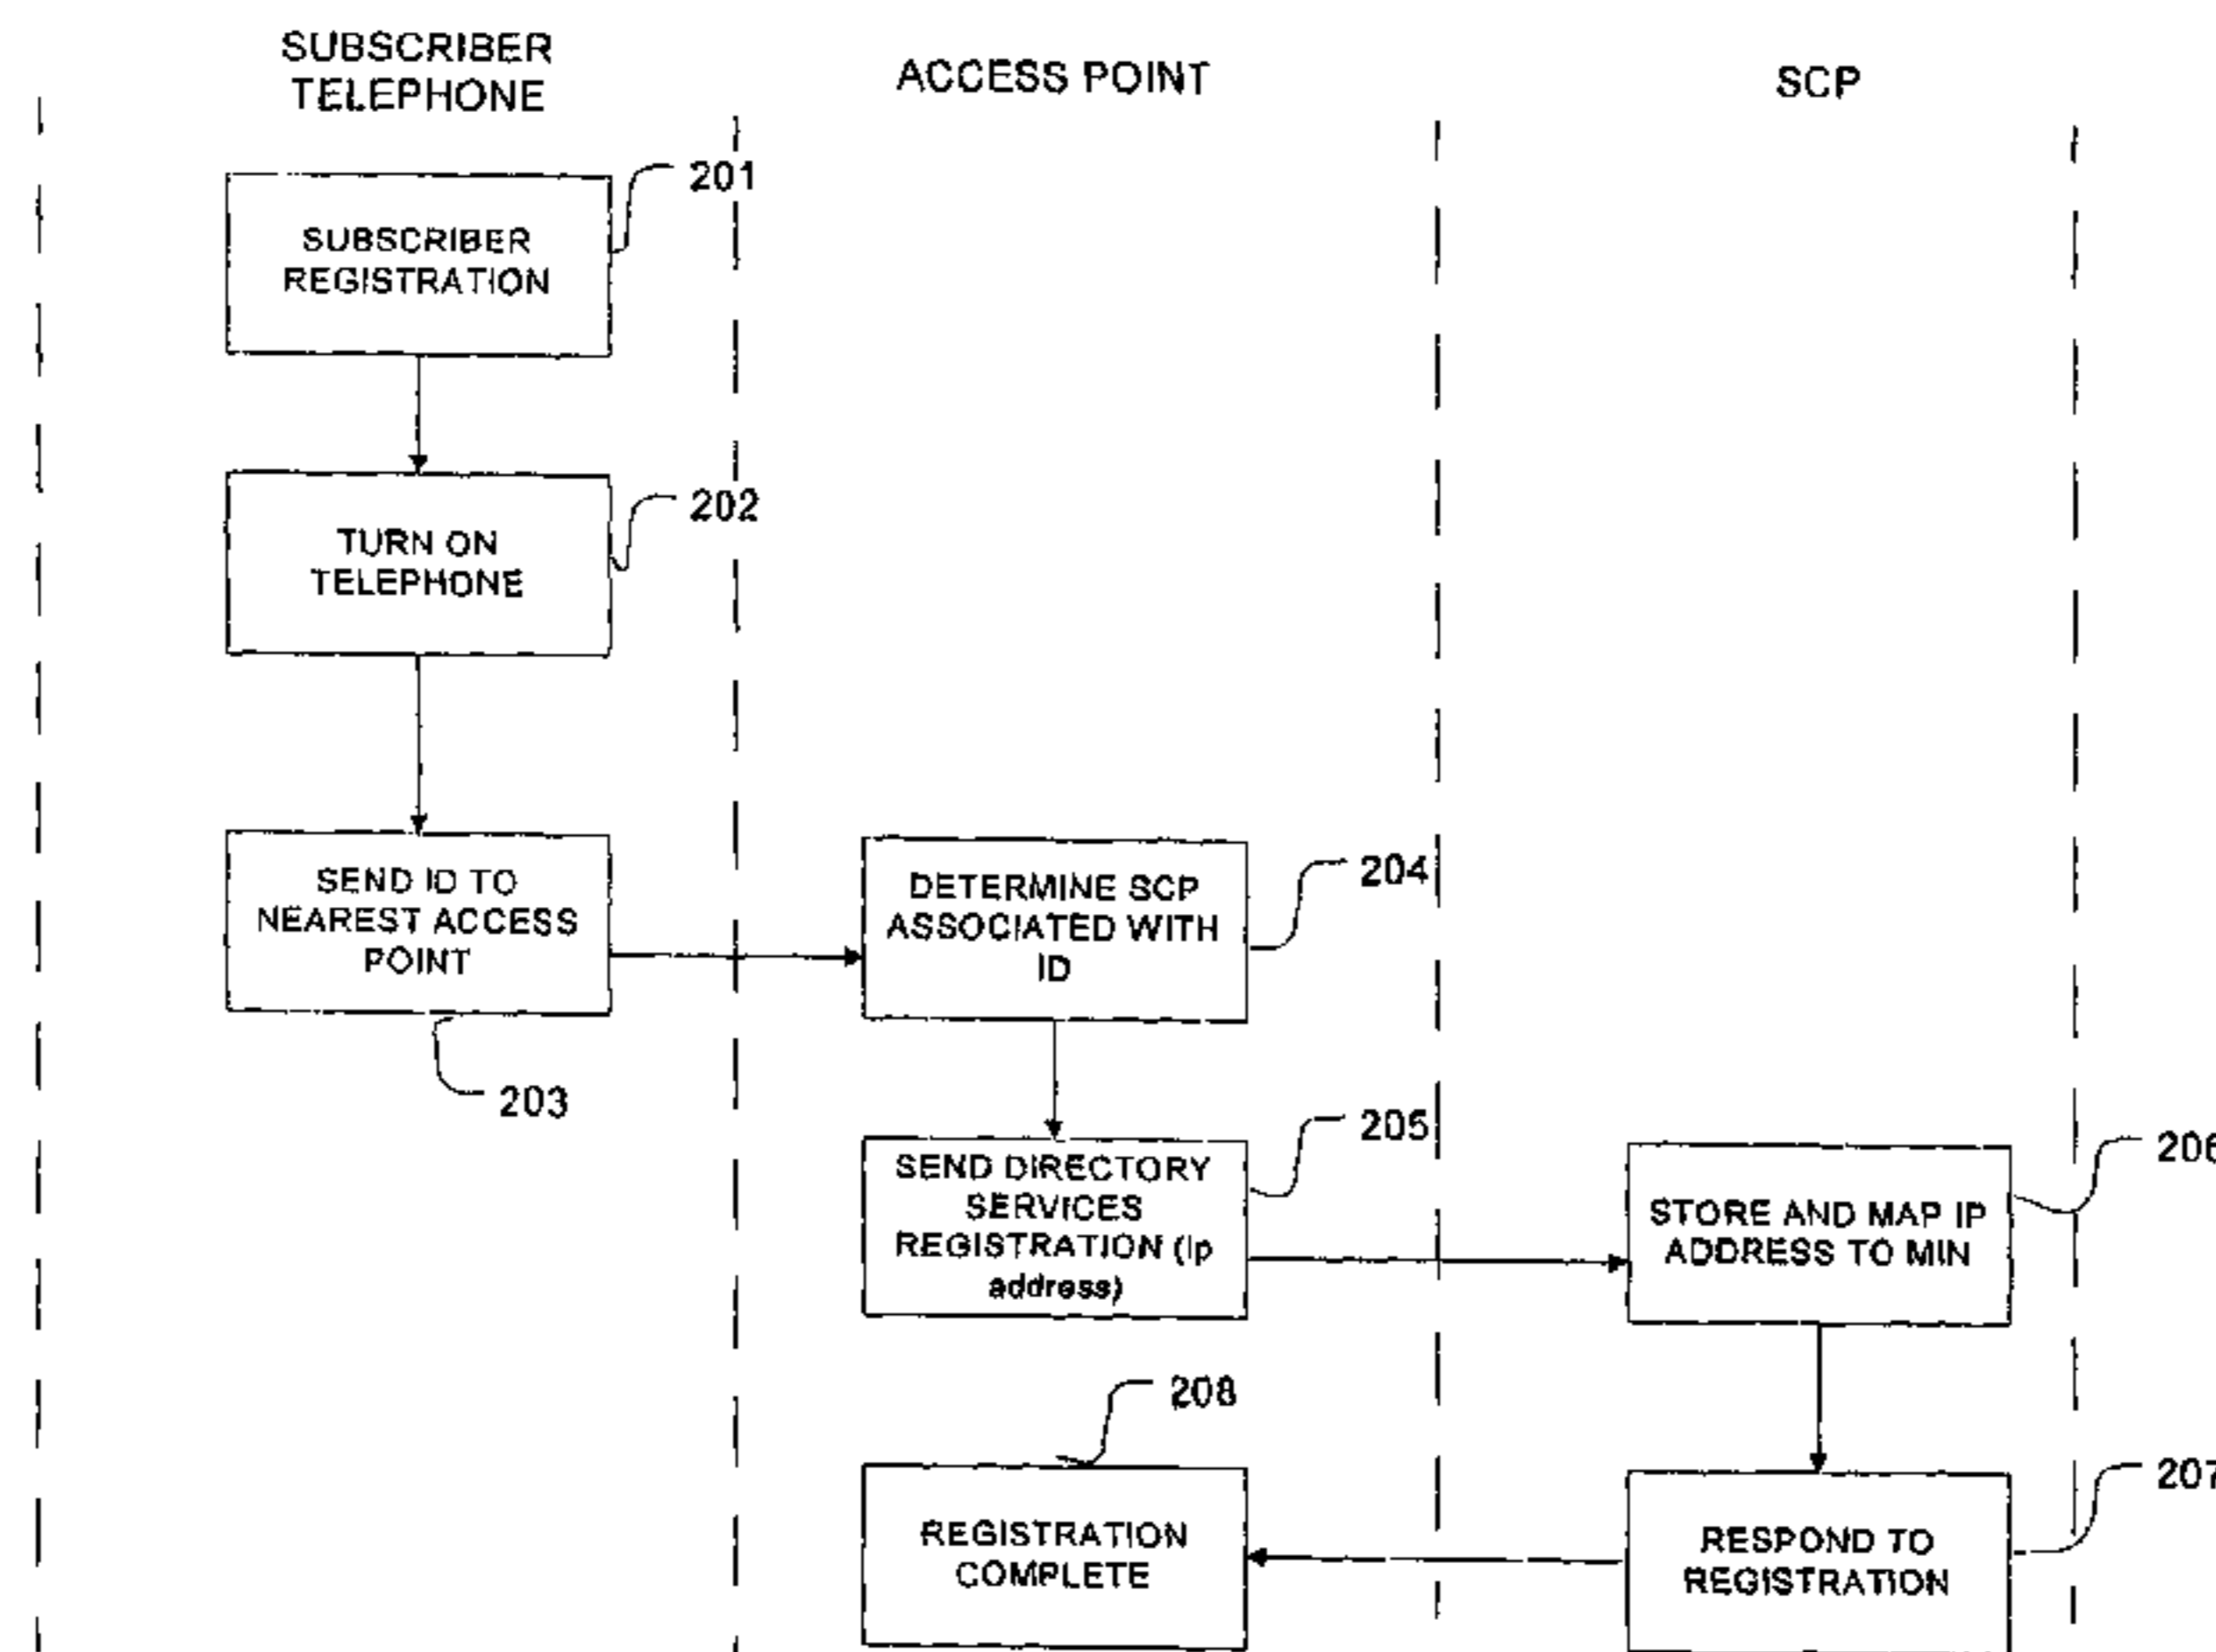 SUBSCRIBER
TELEPHONE
ACCESS POINT
SCP
201
SUBSCRIBER
REGISTRATION
202
TURN ON
TELEPHONE
SEND ID TO
NEAREST ACCESS
POINT
203
204
DETERMINE SCP
ASSOCIATED WITH
ID
205
SEND DIRECTORY
SERVICES
REGISTRATION (Ip
address)
206
STORE AND MAP IP
ADDRESS TO MIN
208
REGISTRATION
COMPLETE
207
RESPOND TO
REGISTRATION